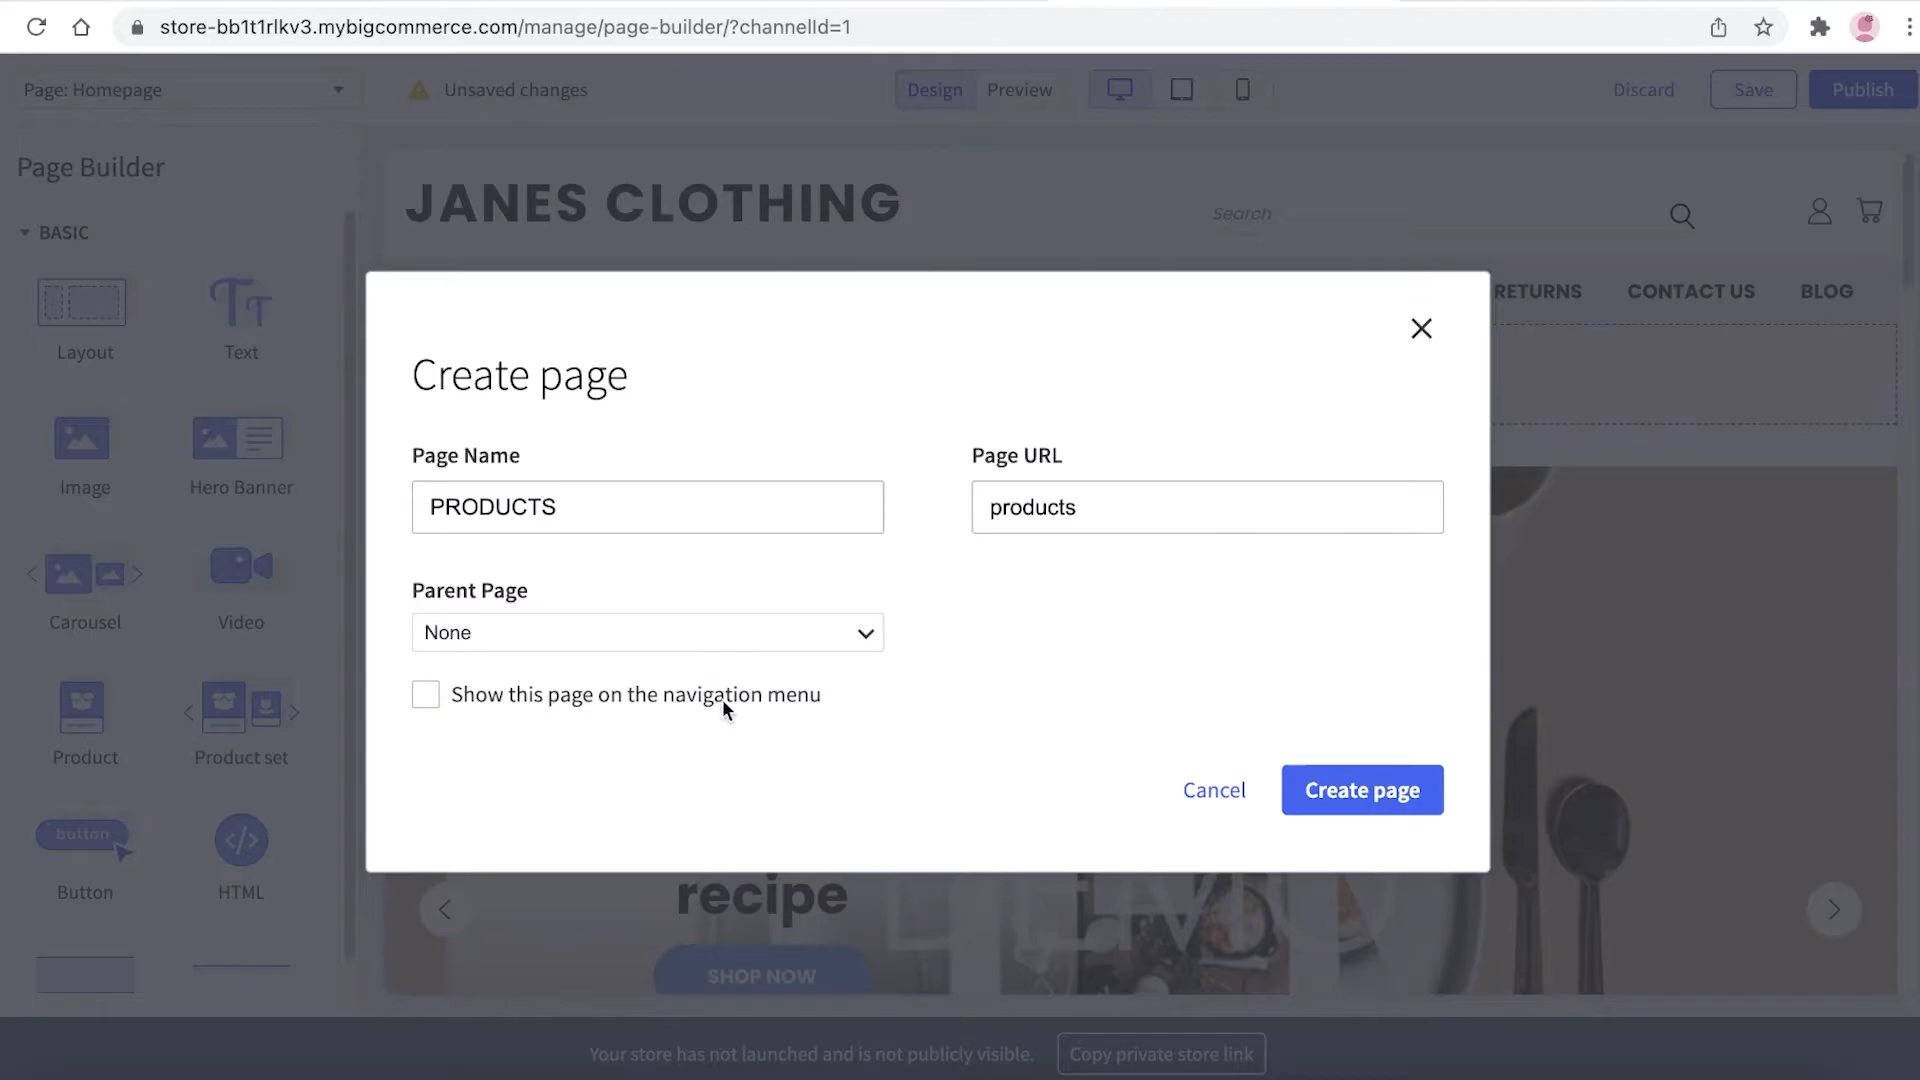 store-bb1t1rlkv3.mybigcommerce.com/manage/page-builder/?channelId=1
Page: Homepage
Unsaved changes
Design
Preview
Discard
Save
Publish
Page Builder
JANES CLOTHING
Search
BASIC
RETURNS
CONTACT US
BLOG
Layout
Text
Create page
Page Name
Page URL
PRODUCTS
products
Image
Hero Banner
Parent Page
None
Carousel
Video
Show this page on the navigation menu
Product
Product set
Cancel
Create page
button
Button
HTML
recipe
SHOP NOW
Your store has not launched and is not publicly visible.
Copy private store link